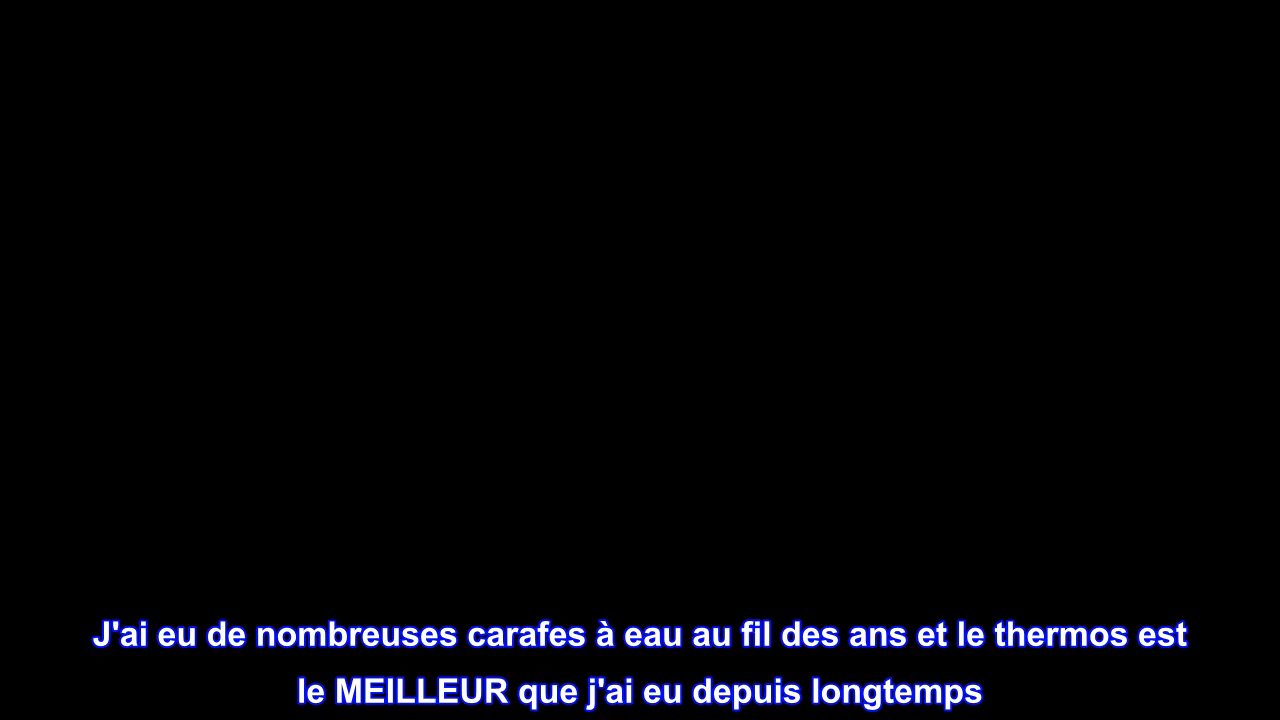 J'ai eu de nombreuses carafes à eau au fil des ans et le thermos est
le MEILLEUR que j'ai eu depuis longtemps